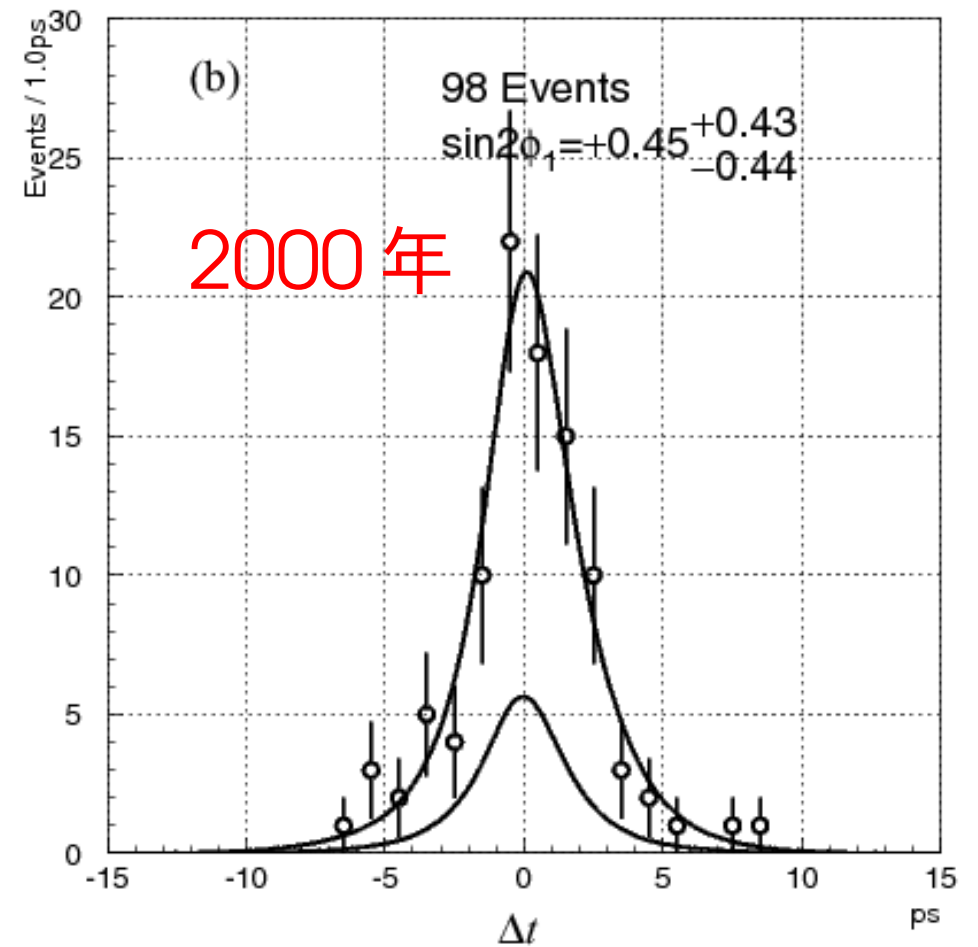 Events / 1.0ps
(b)
98 Events
sin2ϕ₁=+0.45 +0.43 −0.44
2000 年
30
25
20
15
10
5
0
-15 -10 -5 0 5 10 15
ps
Δt